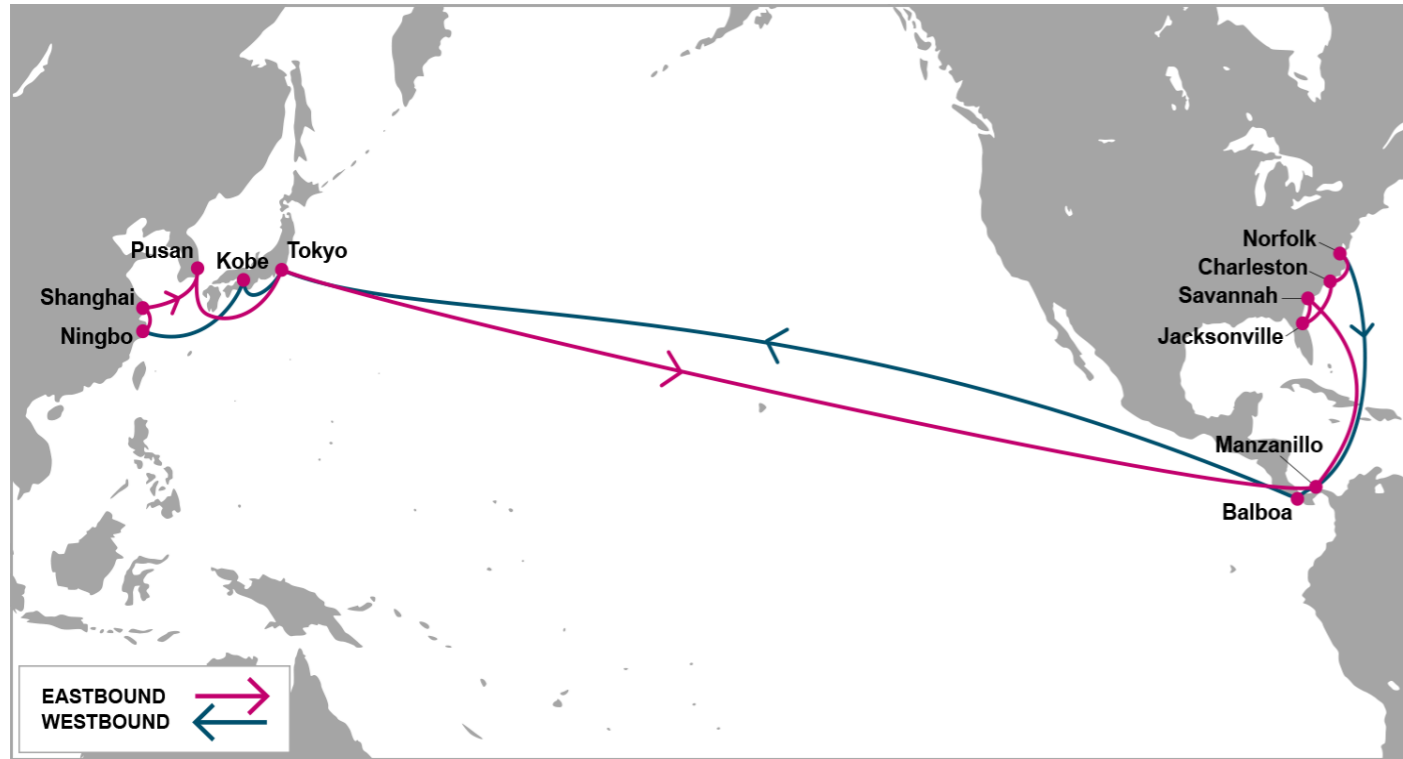 Pusan
Kobe
Tokyo
Shanghai
Ningbo
Norfolk
Charleston
Savannah
Jacksonville
Manzanillo
Balboa
EASTBOUND
WESTBOUND